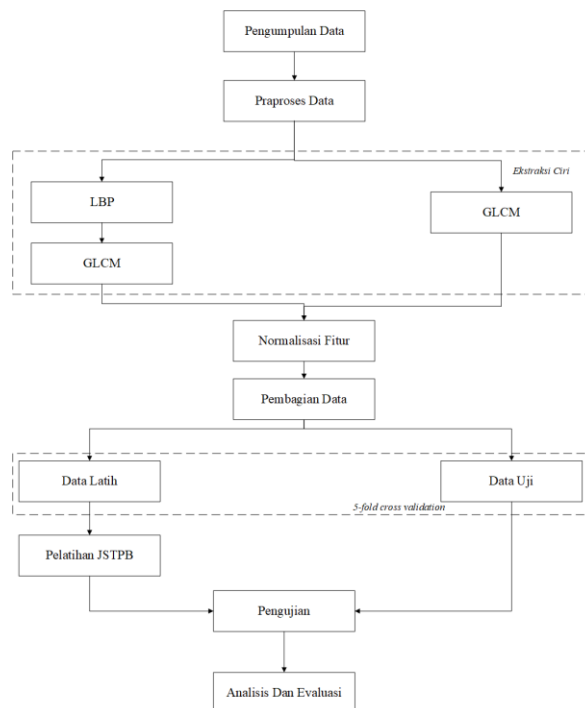 Pengumpulan Data
Praproses Data
Ekstraksi Ciri
LBP
GLCM
GLCM
Normalisasi Fitur
Pembagian Data
Data Latih
Data Uji
5-fold cross validation
Pelatihan JSTPB
Pengujian
Analisis Dan Evaluasi